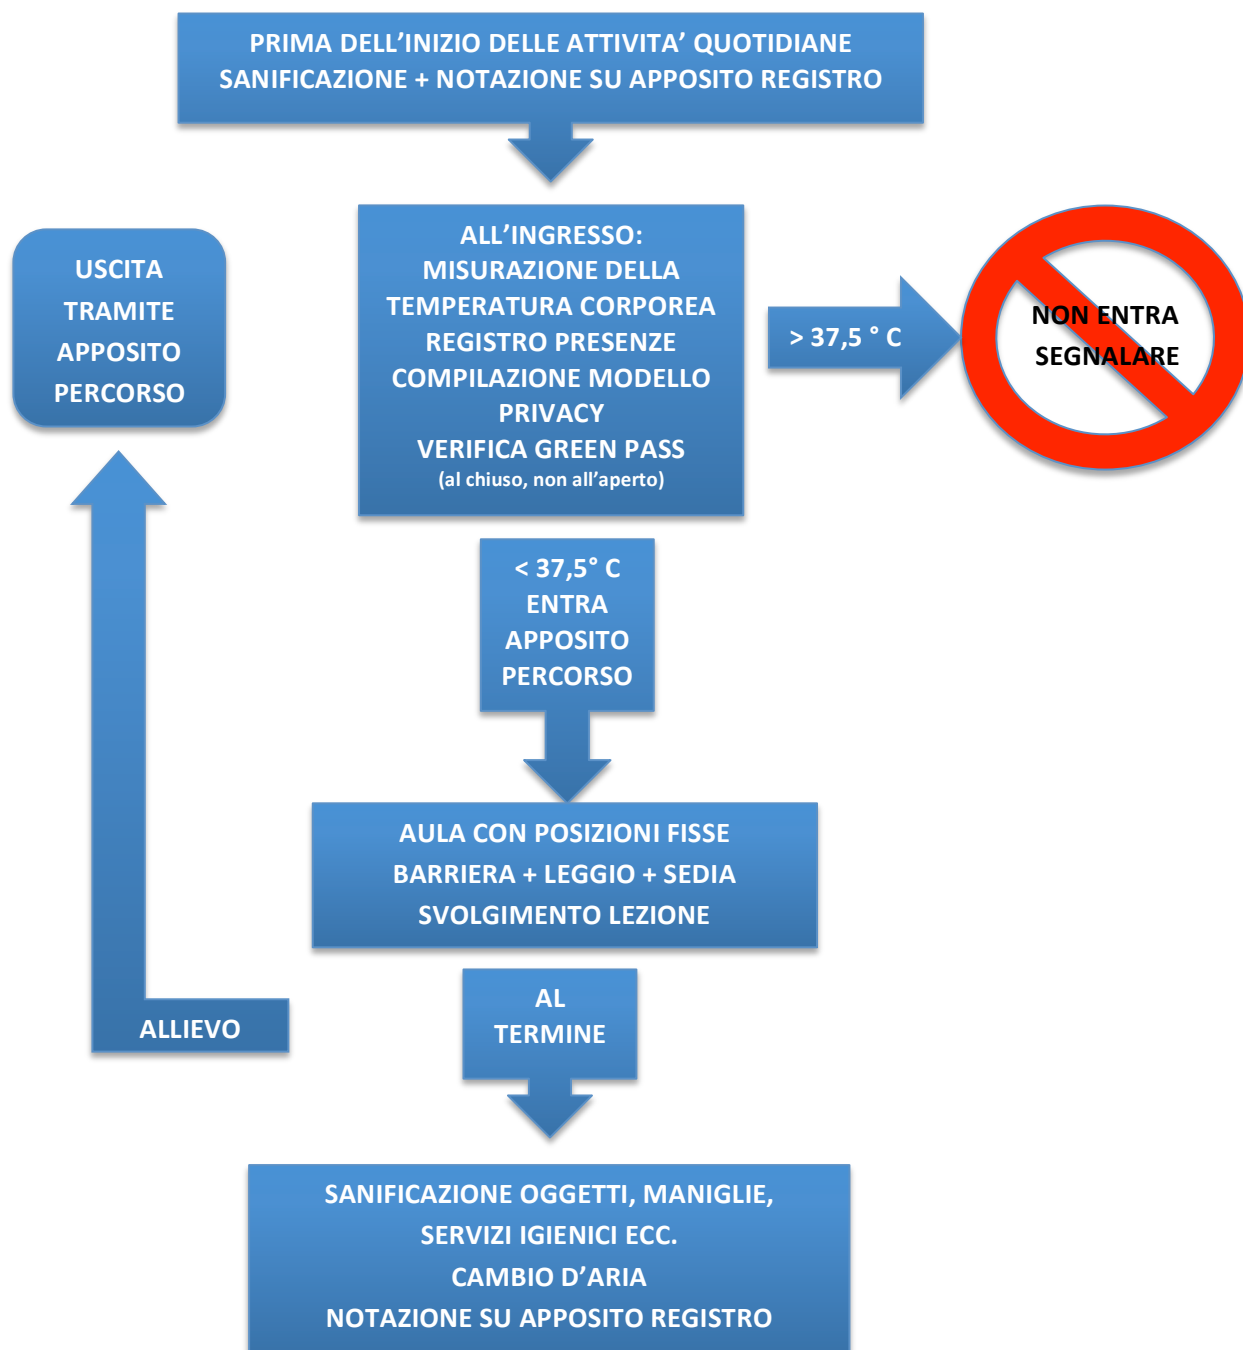 PRIMA DELL’INIZIO DELLE ATTIVITA’ QUOTIDIANE
SANIFICAZIONE + NOTAZIONE SU APPOSITO REGISTRO
ALL’INGRESSO:
MISURAZIONE DELLA
TEMPERATURA CORPOREA
REGISTRO PRESENZE
COMPILAZIONE MODELLO
PRIVACY
VERIFICA GREEN PASS
(al chiuso, non all’aperto)
> 37,5 ° C
NON ENTRA
SEGNALARE
USCITA
TRAMITE
APPOSITO
PERCORSO
< 37,5° C
ENTRA
APPOSITO
PERCORSO
AULA CON POSIZIONI FISSE
BARRIERA + LEGGIO + SEDIA
SVOLGIMENTO LEZIONE
ALLIEVO
AL
TERMINE
SANIFICAZIONE OGGETTI, MANIGLIE,
SERVIZI IGIENICI ECC.
CAMBIO D’ARIA
NOTAZIONE SU APPOSITO REGISTRO